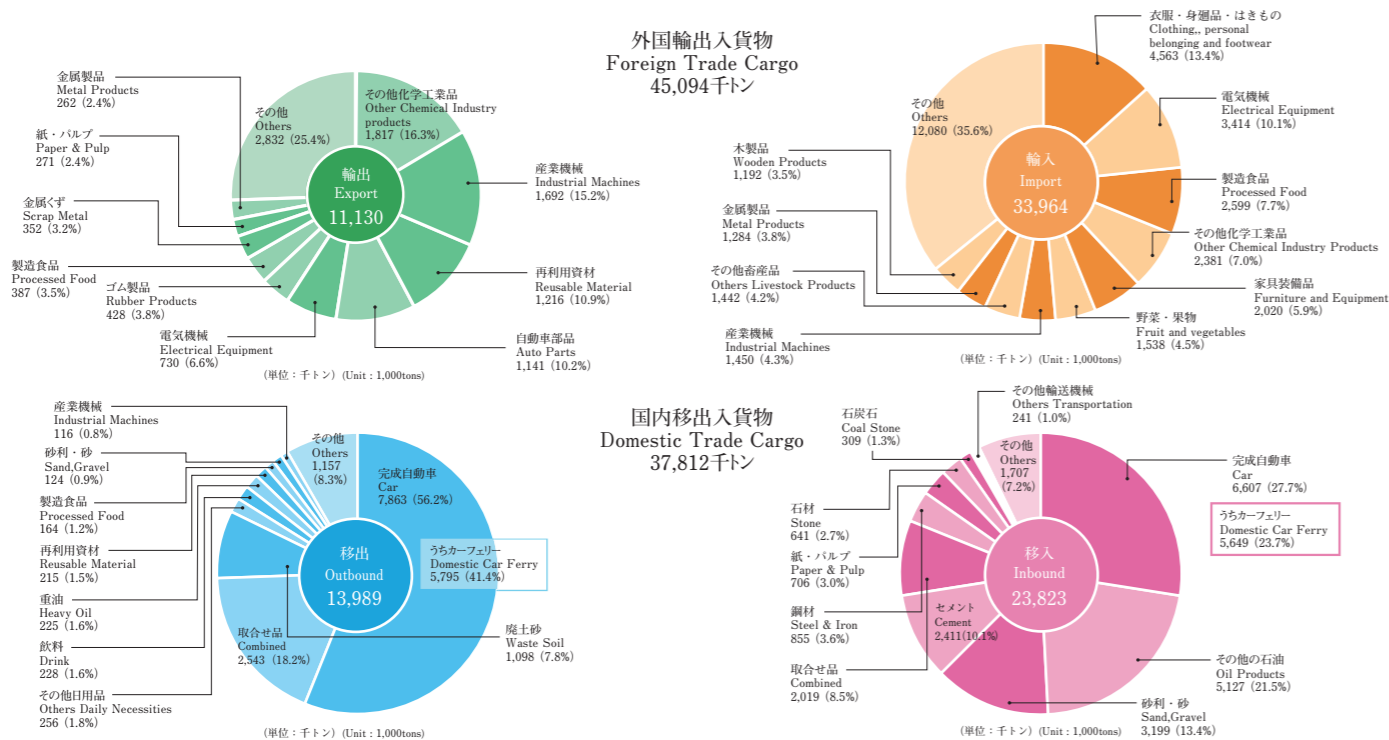 外国輸出入貨物
Foreign Trade Cargo
45,094千トン
輸出
Export
11,130
その他化学工業品
Other Chemical Industry
products
1,817 (16.3%)
産業機械
Industrial Machines
1,692 (15.2%)
再利用資材
Reusable Material
1,216 (10.9%)
自動車部品
Auto Parts
1,141 (10.2%)
電気機械
Electrical Equipment
730 (6.6%)
ゴム製品
Rubber Products
428 (3.8%)
製造食品
Processed Food
387 (3.5%)
金属くず
Scrap Metal
352 (3.2%)
紙・パルプ
Paper & Pulp
271 (2.4%)
金属製品
Metal Products
262 (2.4%)
その他
Others
2,832 (25.4%)
(単位:千トン) (Unit : 1,000tons)
輸入
Import
33,964
衣服・身廻品・はきもの
Clothing,, personal
belonging and footwear
4,563 (13.4%)
電気機械
Electrical Equipment
3,414 (10.1%)
製造食品
Processed Food
2,599 (7.7%)
その他化学工業品
Other Chemical Industry Products
2,381 (7.0%)
家具装備品
Furniture and Equipment
2,020 (5.9%)
野菜・果物
Fruit and vegetables
1,538 (4.5%)
産業機械
Industrial Machines
1,450 (4.3%)
その他畜産品
Others Livestock Products
1,442 (4.2%)
金属製品
Metal Products
1,284 (3.8%)
木製品
Wooden Products
1,192 (3.5%)
その他
Others
12,080 (35.6%)
(単位:千トン) (Unit : 1,000tons)
国内移出入貨物
Domestic Trade Cargo
37,812千トン
移出
Outbound
13,989
完成自動車
Car
7,863 (56.2%)
うちカーフェリー
Domestic Car Ferry
5,795 (41.4%)
取合せ品
Combined
2,543 (18.2%)
廃土砂
Waste Soil
1,098 (7.8%)
その他日用品
Others Daily Necessities
256 (1.8%)
飲料
Drink
228 (1.6%)
重油
Heavy Oil
225 (1.6%)
再利用資材
Reusable Material
215 (1.5%)
製造食品
Processed Food
164 (1.2%)
砂利・砂
Sand,Gravel
124 (0.9%)
産業機械
Industrial Machines
116 (0.8%)
その他
Others
1,157
(8.3%)
(単位:千トン) (Unit : 1,000tons)
移入
Inbound
23,823
完成自動車
Car
6,607 (27.7%)
うちカーフェリー
Domestic Car Ferry
5,649 (23.7%)
その他の石油
Oil Products
5,127 (21.5%)
砂利・砂
Sand,Gravel
3,199 (13.4%)
セメント
Cement
2,411(10.1%)
取合せ品
Combined
2,019 (8.5%)
鋼材
Steel & Iron
855 (3.6%)
紙・パルプ
Paper & Pulp
706 (3.0%)
石材
Stone
641 (2.7%)
石炭石
Coal Stone
309 (1.3%)
その他輸送機械
Others Transportation
241 (1.0%)
その他
Others
1,707
(7.2%)
(単位:千トン) (Unit : 1,000tons)